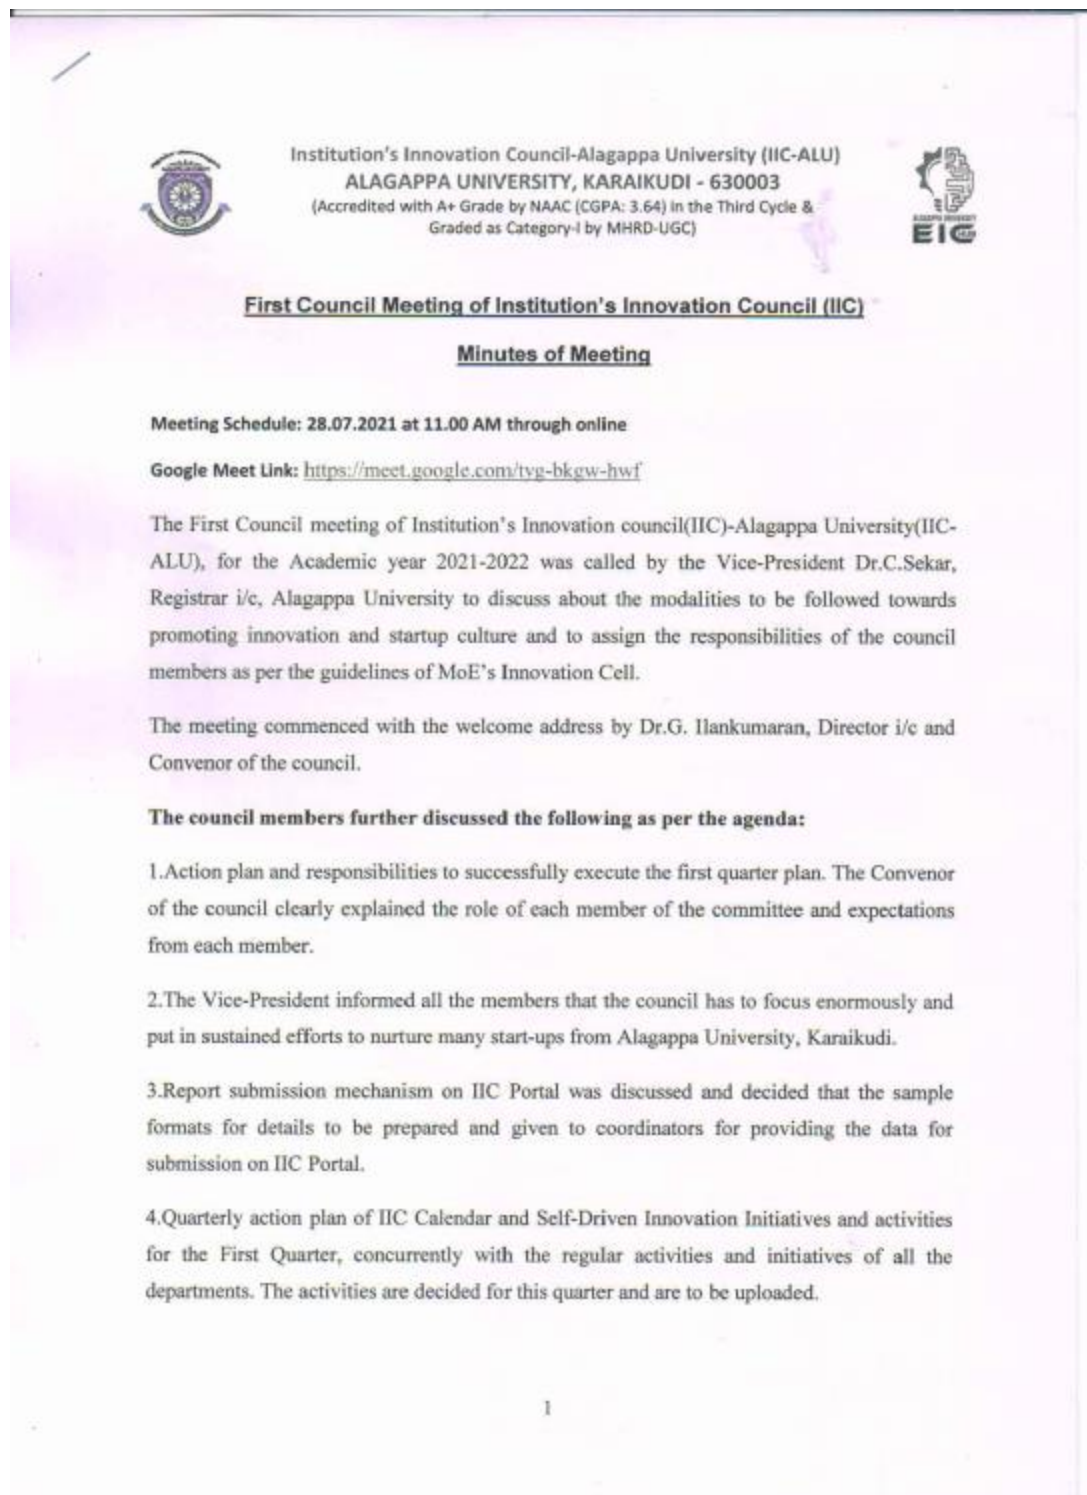 Institution's Innovation Council-Alagappa University (IIC-ALU)
ALAGAPPA UNIVERSITY, KARAIKUDI - 630003
(Accredited with A+ Grade by NAAC (CGPA: 3.64) in the Third Cycle &
Graded as Category-I by MHRD-UGC)
ALAGAPPA UNIVERSITY
EIC
First Council Meeting of Institution's Innovation Council (IIC)
Minutes of Meeting
Meeting Schedule: 28.07.2021 at 11.00 AM through online
Google Meet Link: https://meet.google.com/tvg-bkgw-hwf
The First Council meeting of Institution's Innovation council(IIC)-Alagappa University(IIC-
ALU), for the Academic year 2021-2022 was called by the Vice-President Dr.C.Sekar,
Registrar i/c, Alagappa University to discuss about the modalities to be followed towards
promoting innovation and startup culture and to assign the responsibilities of the council
members as per the guidelines of MoE's Innovation Cell.
The meeting commenced with the welcome address by Dr.G. Ilankumaran, Director i/c and
Convenor of the council.
The council members further discussed the following as per the agenda:
1.Action plan and responsibilities to successfully execute the first quarter plan. The Convenor
of the council clearly explained the role of each member of the committee and expectations
from each member.
2.The Vice-President informed all the members that the council has to focus enormously and
put in sustained efforts to nurture many start-ups from Alagappa University, Karaikudi.
3.Report submission mechanism on IIC Portal was discussed and decided that the sample
formats for details to be prepared and given to coordinators for providing the data for
submission on IIC Portal.
4.Quarterly action plan of IIC Calendar and Self-Driven Innovation Initiatives and activities
for the First Quarter, concurrently with the regular activities and initiatives of all the
departments. The activities are decided for this quarter and are to be uploaded.
1